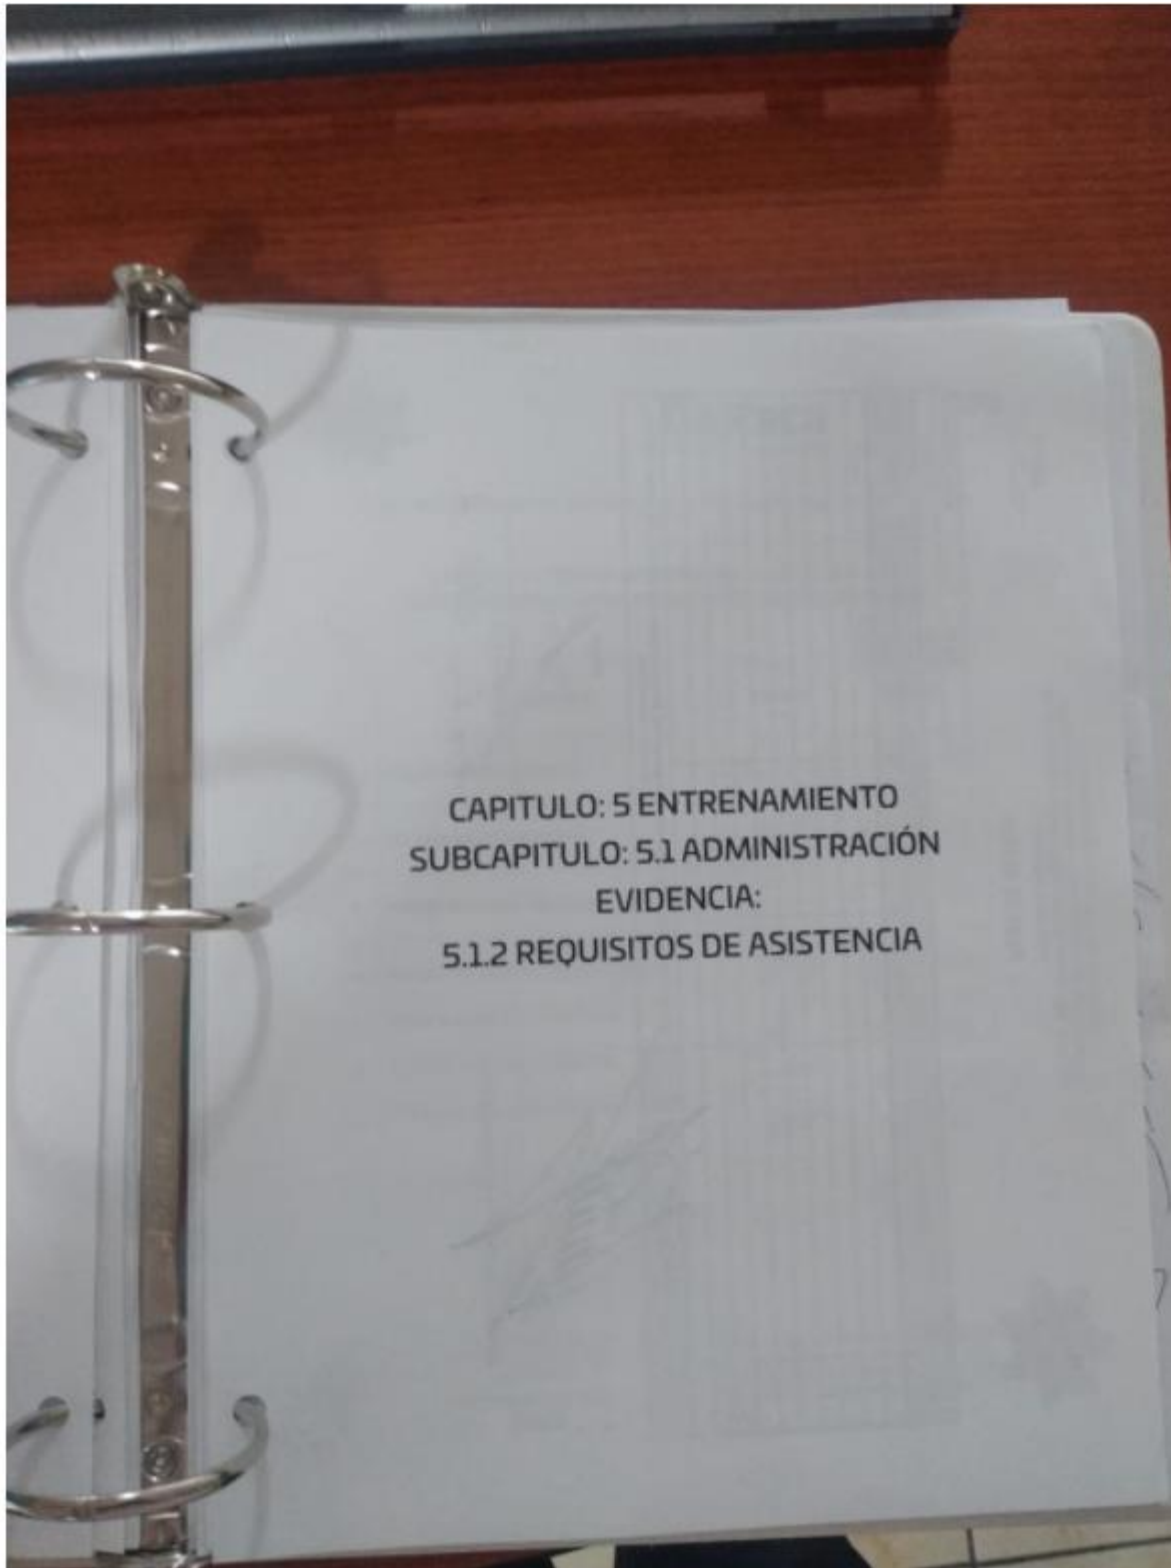 CAPITULO: 5 ENTRENAMIENTO
SUBCAPITULO: 5.1 ADMINISTRACIÓN
EVIDENCIA:
5.1.2 REQUISITOS DE ASISTENCIA